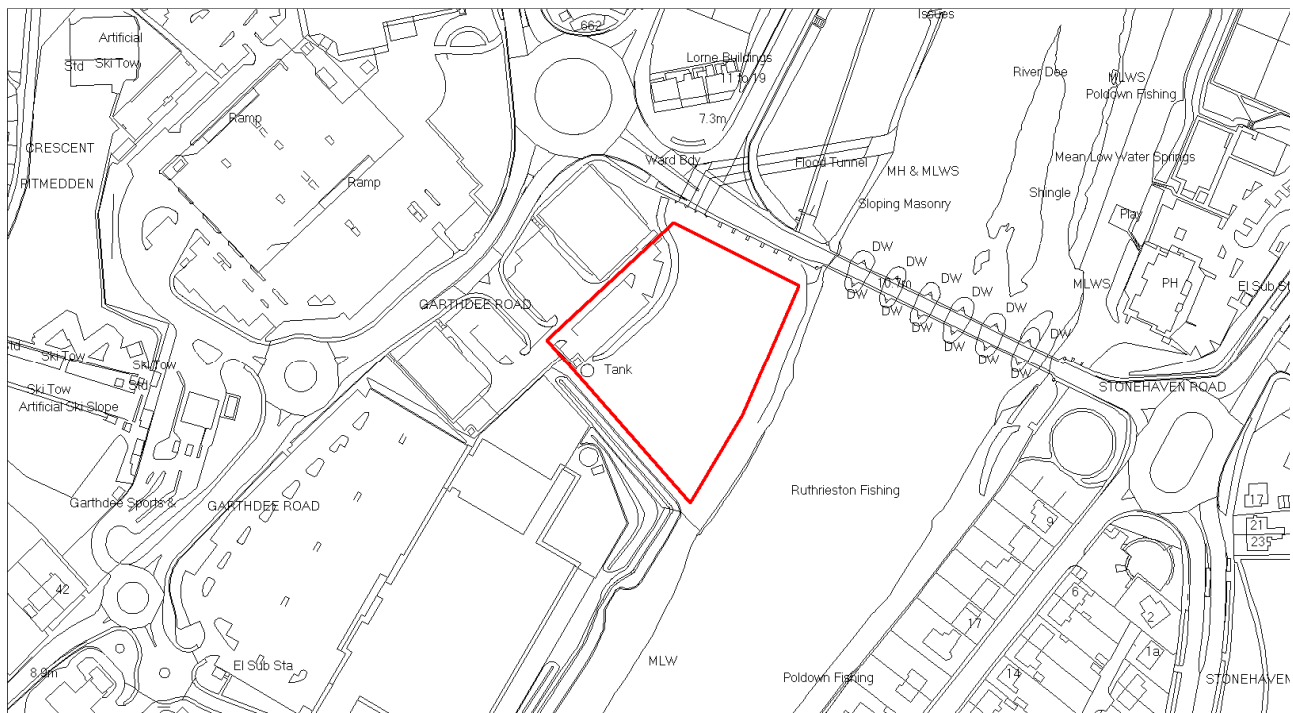 Issues
662
Artificial
Std
Ski Tow
Lorne Buildings
11 to 19
River Dee
MLWS
Poldown Fishing
Ramp
7.3m
CRESCENT
Ward Bdy
Flood Tunnel
Mean Low Water Springs
MH & MLWS
RITMEDDEN
Ramp
Shingle
Sloping Masonry
Play
DW
DW
DW
DW
DW
DW
10.7m
DW
DW
DW
DW
DW
DW
MLWS
PH
El Sub Sta
GARTHDEE ROAD
Std
Ski Tow
Ski Tow
Tank
Ski Tow
Std
STONEHAVEN ROAD
Artificial Ski Slope
Ruthrieston Fishing
Garthdee Sports &
GARTHDEE ROAD
17
9
21
23
42
6
2
17
1a
El Sub Sta
MLW
8.9m
14
Poldown Fishing
STONEHAVEN